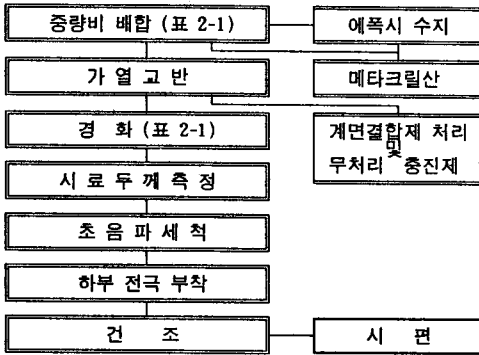 중량비 배합 (표 2-1)
에폭시 수지
가 열 교 반
메타크릴산
경 화 (표 2-1)
계면결합제 처리
및
무처리 충진제
시 료 두 께 측 정
초 음 파 세 척
하부 전극 부착
건 조
시 편